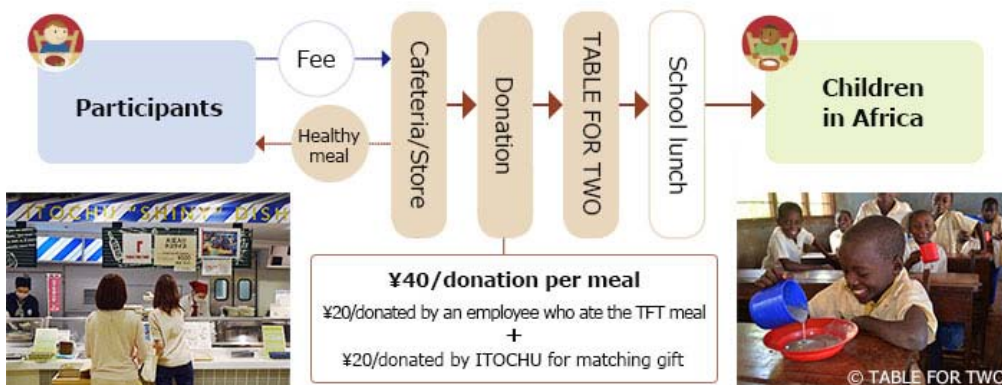 Participants
Fee
Healthy
meal
Cafeteria/Store
Donation
TABLE FOR TWO
School lunch
Children
in Africa
ITOCHU "SHINY" DISH
¥40/donation per meal
¥20/donated by an employee who ate the TFT meal
+
¥20/donated by ITOCHU for matching gift
© TABLE FOR TWO